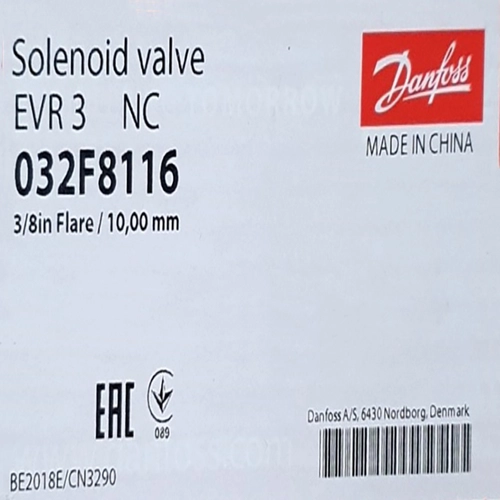 Solenoid valve
EVR 3 NC
032F8116
3/8in Flare / 10,00 mm
Danfoss
MADE IN CHINA
EAC
089
Danfoss A/S, 6430 Nordborg, Denmark
BE2018E/CN3290